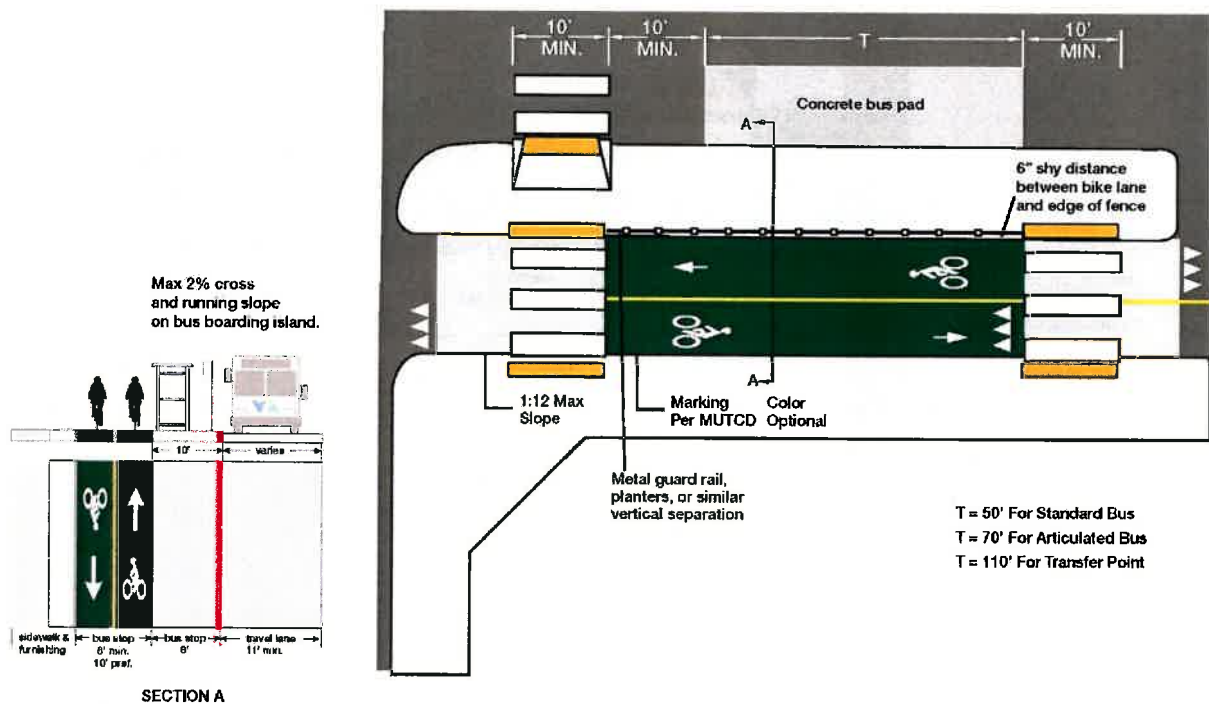 10'
MIN.
10'
MIN.
T
10'
MIN.
Concrete bus pad
A
6" shy distance
between bike lane
and edge of fence
Max 2% cross
and running slope
on bus boarding island.
A
1:12 Max
Slope
Marking Color
Per MUTCD Optional
10'
varies
Metal guard rail,
planters, or similar
vertical separation
T = 50' For Standard Bus
T = 70' For Articulated Bus
T = 110' For Transfer Point
sidewalk &
furnishing
bus stop
8' min.
10' pref.
bus stop
8'
travel lane
11' min.
SECTION A